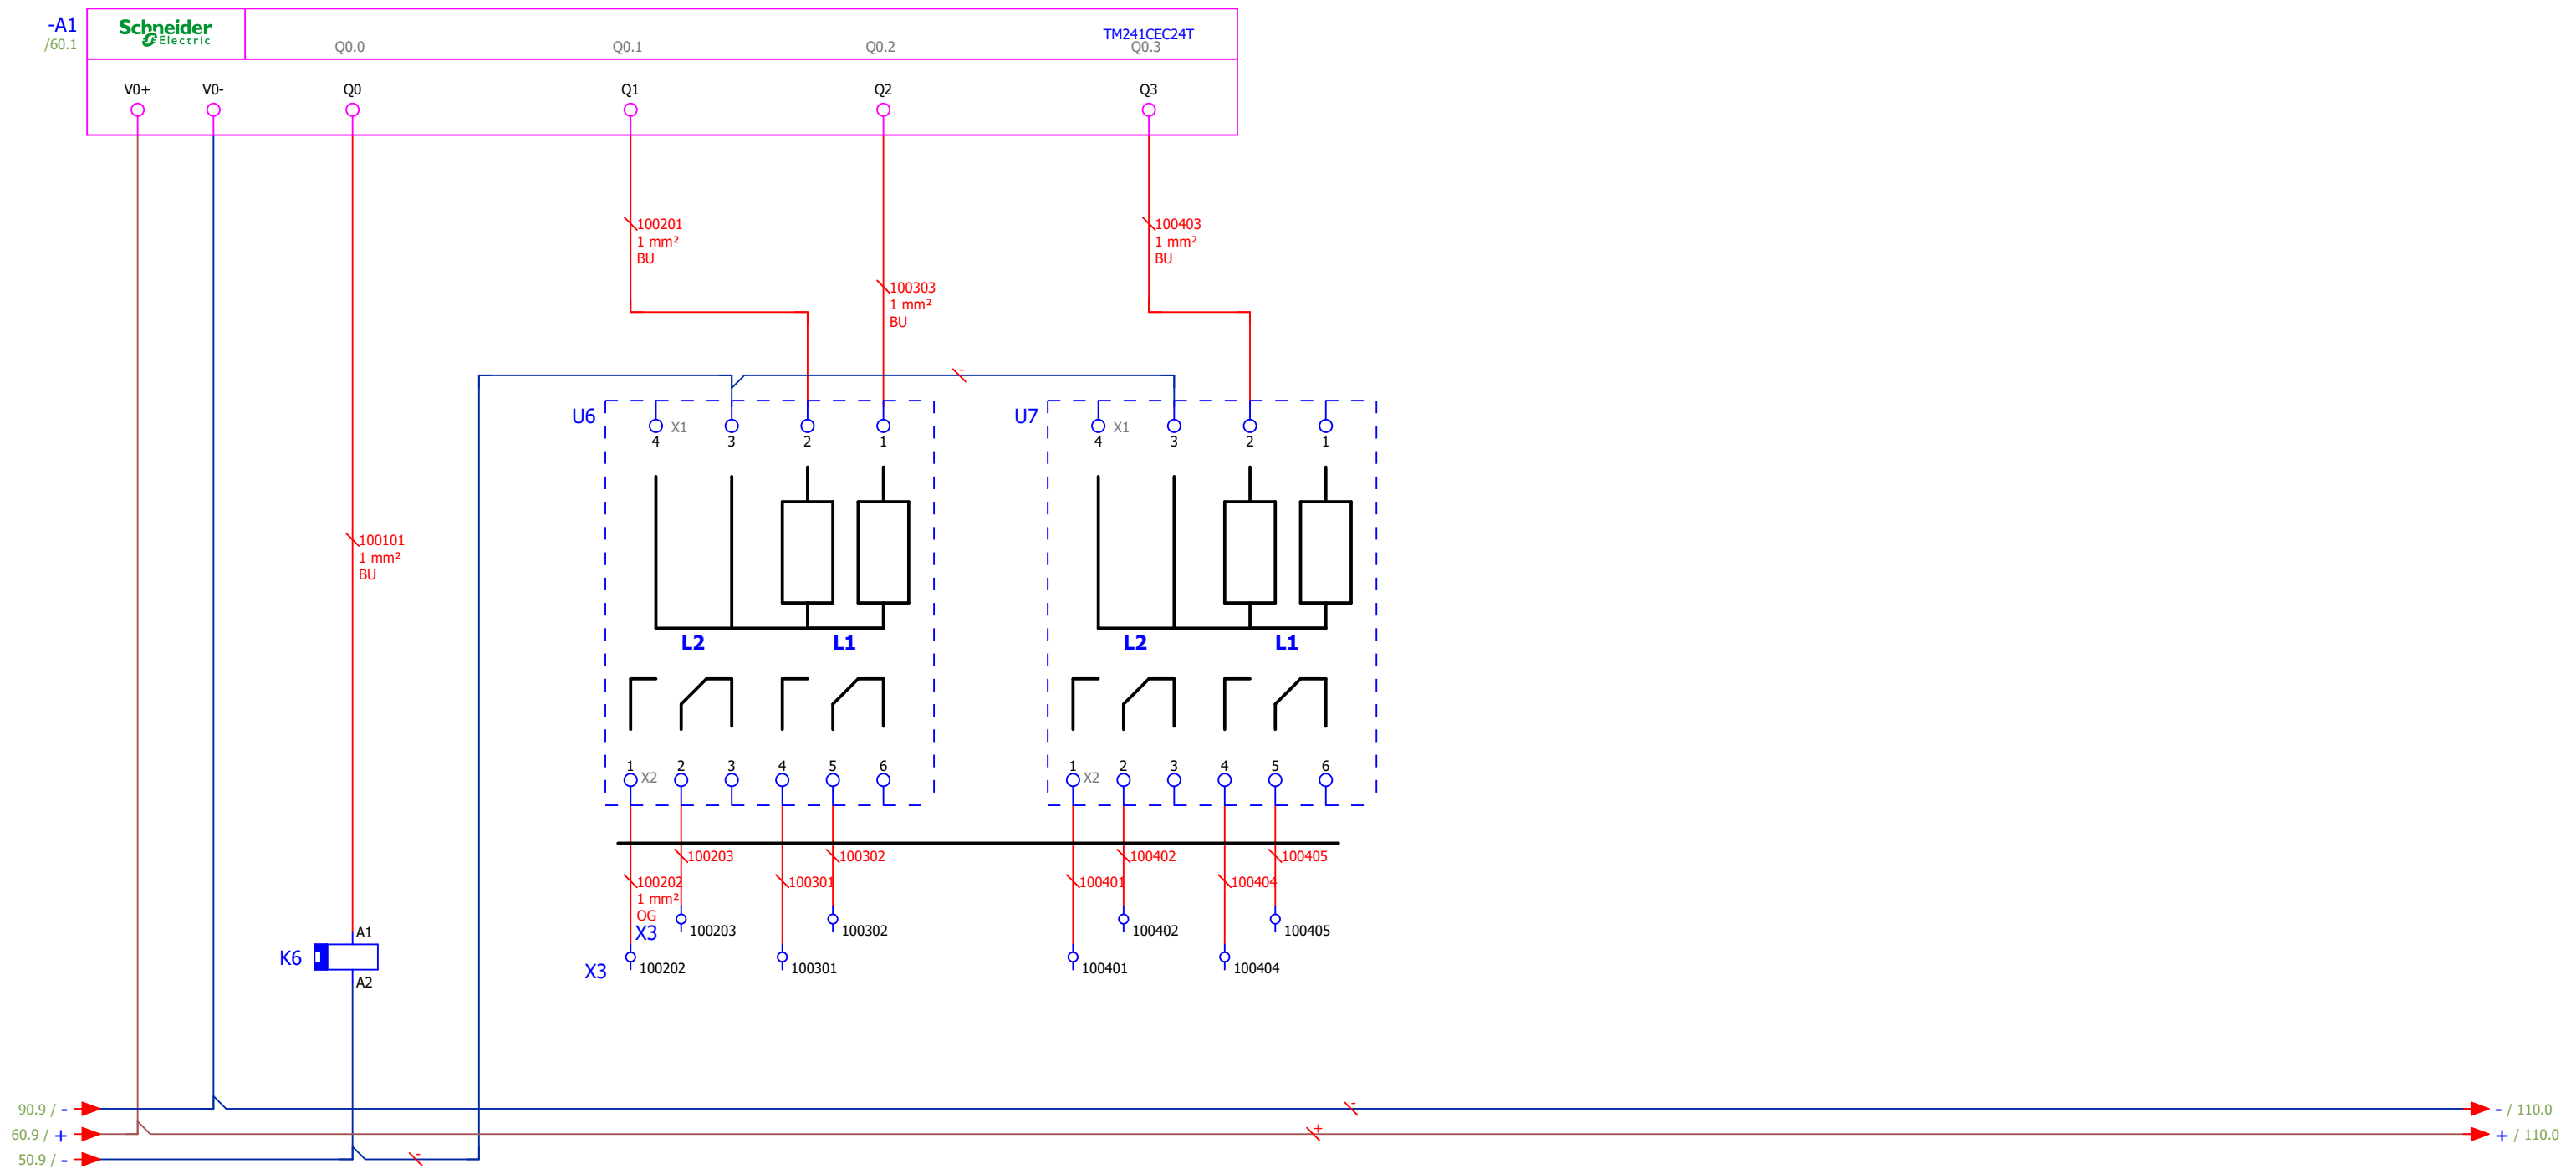 -A1
/60.1
Schneider
Electric
TM241CEC24T
Q0.0
Q0.1
Q0.2
Q0.3
V0+
V0-
Q0
Q1
Q2
Q3
100201
1 mm²
BU
100403
1 mm²
BU
100303
1 mm²
BU
-
U6
X1
4
3
2
1
U7
X1
4
3
2
1
100101
1 mm²
BU
L2
L1
L2
L1
1
X2
2
3
4
5
6
1
X2
2
3
4
5
6
100203
100302
100402
100405
100202
1 mm²
OG
100301
100401
100404
X3
100203
100302
100402
100405
X3
100202
100301
100401
100404
K6
A1
A2
90.9 / -
-
- / 110.0
60.9 / +
+
+ / 110.0
50.9 / -
-